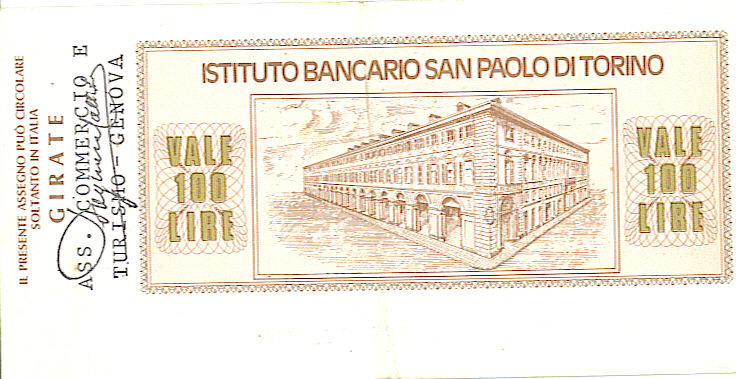 IL PRESENTE ASSEGNO PUÒ CIRCOLARE
SOLTANTO IN ITALIA
GIRATE
ASS. COMMERCIO E
TURISMO - GENOVA
ISTITUTO BANCARIO SAN PAOLO DI TORINO
VALE
100
LIRE
VALE
100
LIRE